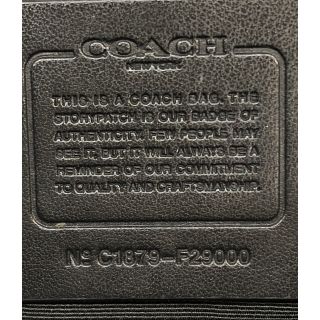 COACH
NEW YORK
THIS IS A COACH BAG. THE
STORYPATCH IS OUR BADGE OF
AUTHENTICITY. FEW PEOPLE MAY
SEE IT, BUT IT WILL ALWAYS BE A
REMINDER OF OUR COMMITMENT
TO QUALITY AND CRAFTSMANSHIP.
Nº C1879-F29000